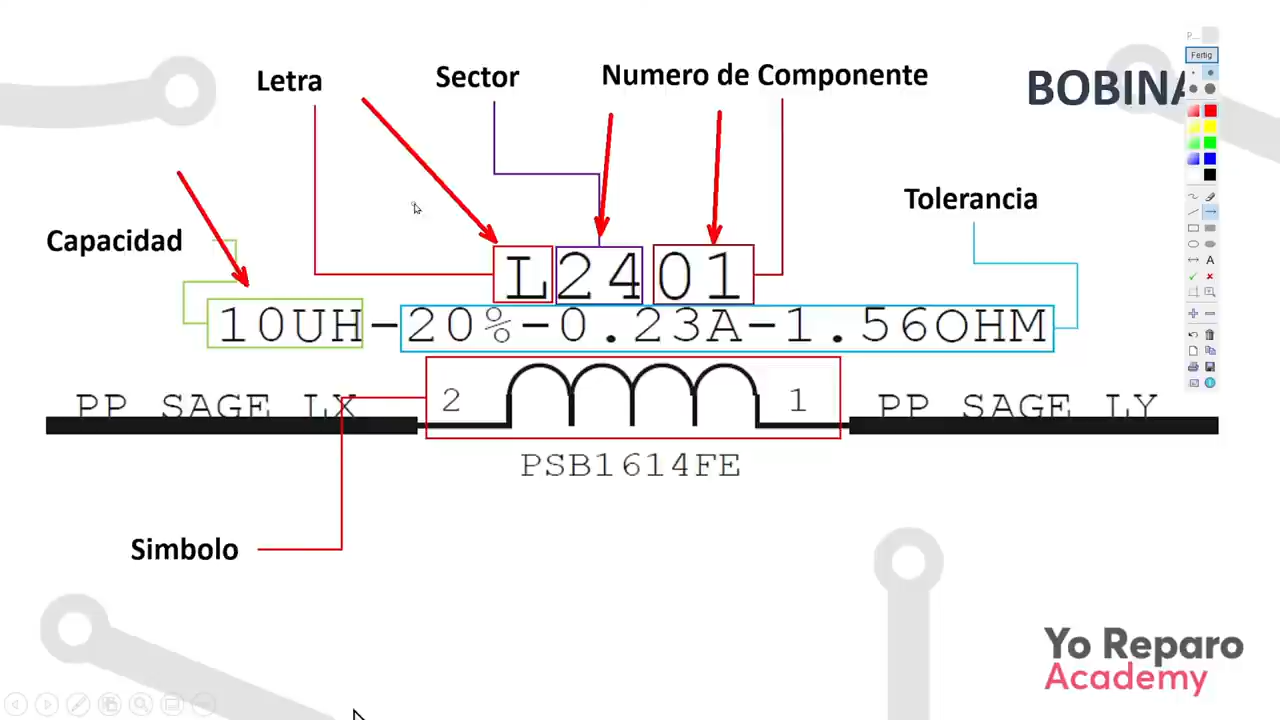 Letra
Sector
Numero de Componente
BOBINA
P...
Fertig
Capacidad
Tolerancia
L2401
10UH-20%-0.23A-1.56OHM
PP SAGE LX
2
1
PP SAGE LY
PSB1614FE
Simbolo
Yo Reparo
Academy